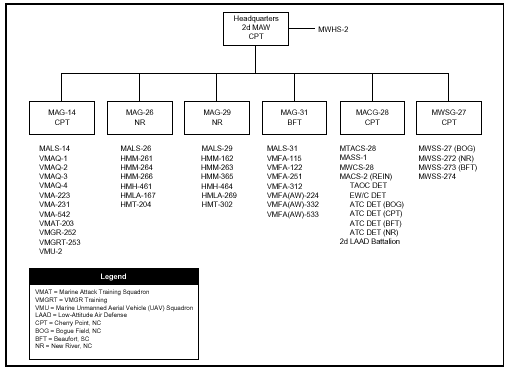 Headquarters
2d MAW
CPT
MWHS-2
MAG-14
CPT
MAG-26
NR
MAG-29
NR
MAG-31
BFT
MACG-28
CPT
MWSG-27
CPT
MALS-14
VMAQ-1
VMAQ-2
VMAQ-3
VMAQ-4
VMA-223
VMA-231
VMA-542
VMAT-203
VMGR-252
VMGRT-253
VMU-2
MALS-26
HMM-261
HMM-264
HMM-266
HMH-461
HMLA-167
HMT-204
MALS-29
HMM-162
HMM-263
HMM-365
HMH-464
HMLA-269
HMT-302
MALS-31
VMFA-115
VMFA-122
VMFA-251
VMFA-312
VMFA(AW)-224
VMFA(AW)-332
VMFA(AW)-533
MTACS-28
MASS-1
MWCS-28
MACS-2 (REIN)
TAOC DET
EW/C DET
ATC DET (BOG)
ATC DET (CPT)
ATC DET (BFT)
ATC DET (NR)
2d LAAD Battalion
MWSS-27 (BOG)
MWSS-272 (NR)
MWSS-273 (BFT)
MWSS-274
Legend
VMAT = Marine Attack Training Squadron
VMGRT = VMGR Training
VMU = Marine Unmanned Aerial Vehicle (UAV) Squadron
LAAD = Low-Attitude Air Defense
CPT = Cherry Point, NC
BOG = Bogue Field, NC
BFT = Beaufort, SC
NR = New River, NC